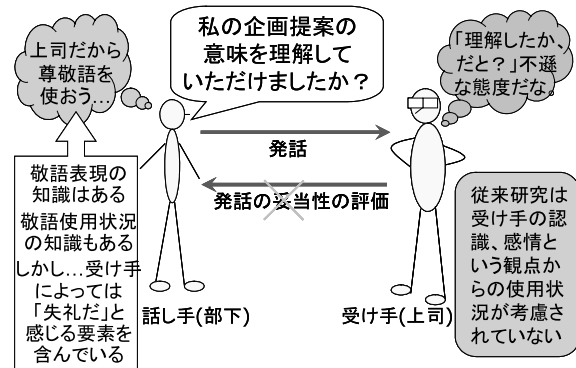 上司だから
尊敬語を
使おう…
私の企画提案の
意味を理解して
いただけましたか？
「理解したか、
だと？」不遜
な態度だな。
発話
発話の妥当性の評価
敬語表現の
知識はある
敬語使用状況
の知識もある
しかし…受け手
によっては
「失礼だ」と
感じる要素を
含んでいる
話し手(部下)
受け手(上司)
従来研究は
受け手の認
識、感情と
いう観点か
らの使用状
況が考慮さ
れていない